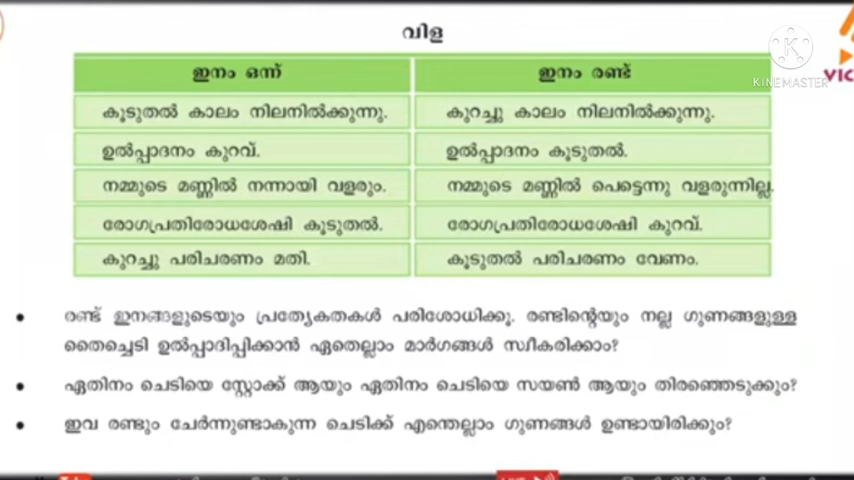 വിള
KINEMASTER
VIC
ഇനം ഒന്ന് ഇനം രണ്ട്
കൂടുതൽ കാലം നിലനിൽക്കുന്നു. കുറച്ചു കാലം നിലനിൽക്കുന്നു.
ഉൽപ്പാദനം കുറവ്. ഉൽപ്പാദനം കൂടുതൽ.
നമ്മുടെ മണ്ണിൽ നന്നായി വളരും. നമ്മുടെ മണ്ണിൽ പെട്ടെന്നു വളരുന്നില്ല.
രോഗപ്രതിരോധശേഷി കൂടുതൽ. രോഗപ്രതിരോധശേഷി കുറവ്.
കുറച്ചു പരിചരണം മതി. കൂടുതൽ പരിചരണം വേണം.
• രണ്ട് ഇനങ്ങളുടെയും പ്രത്യേകതകൾ പരിശോധിക്കൂ. രണ്ടിന്റെയും നല്ല ഗുണങ്ങളുള്ള
തൈച്ചെടി ഉൽപ്പാദിപ്പിക്കാൻ ഏതെല്ലാം മാർഗങ്ങൾ സ്വീകരിക്കാം?
• ഏതിനം ചെടിയെ സ്റ്റോക്ക് ആയും ഏതിനം ചെടിയെ സയൺ ആയും തിരഞ്ഞെടുക്കും?
• ഇവ രണ്ടും ചേർന്നുണ്ടാകുന്ന ചെടിക്ക് എന്തെല്ലാം ഗുണങ്ങൾ ഉണ്ടായിരിക്കും?